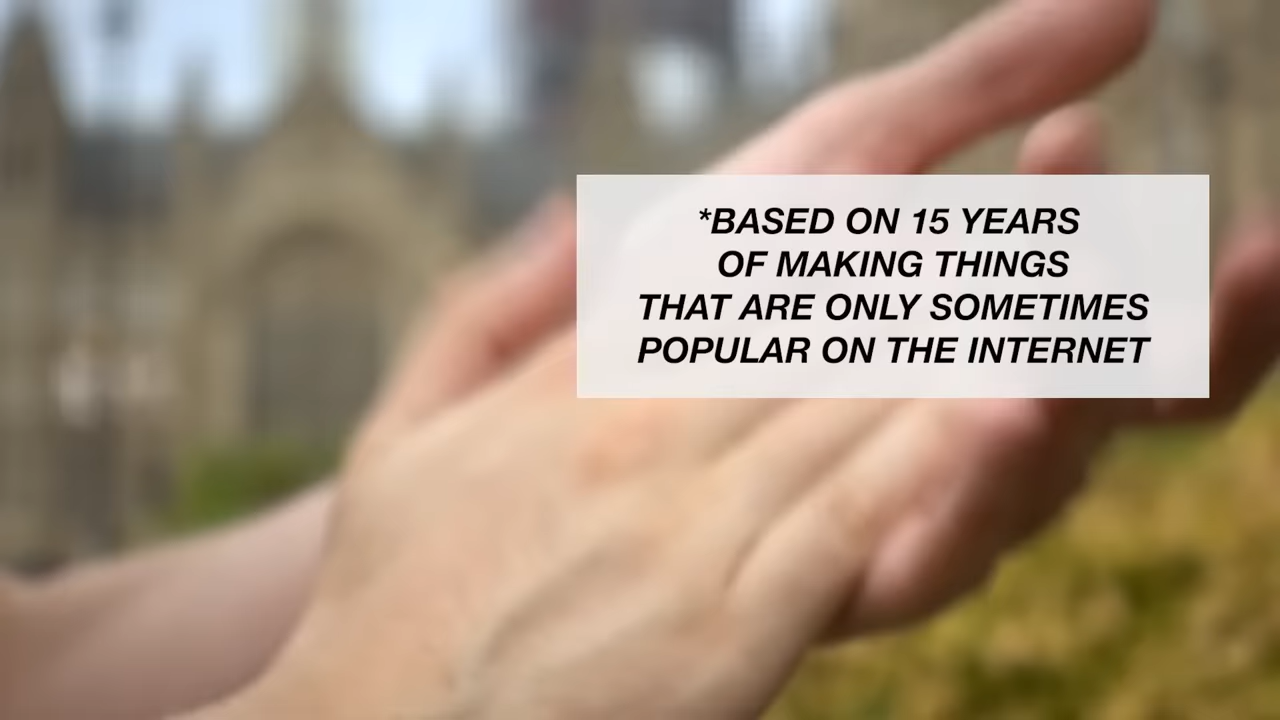 *BASED ON 15 YEARS
OF MAKING THINGS
THAT ARE ONLY SOMETIMES
POPULAR ON THE INTERNET